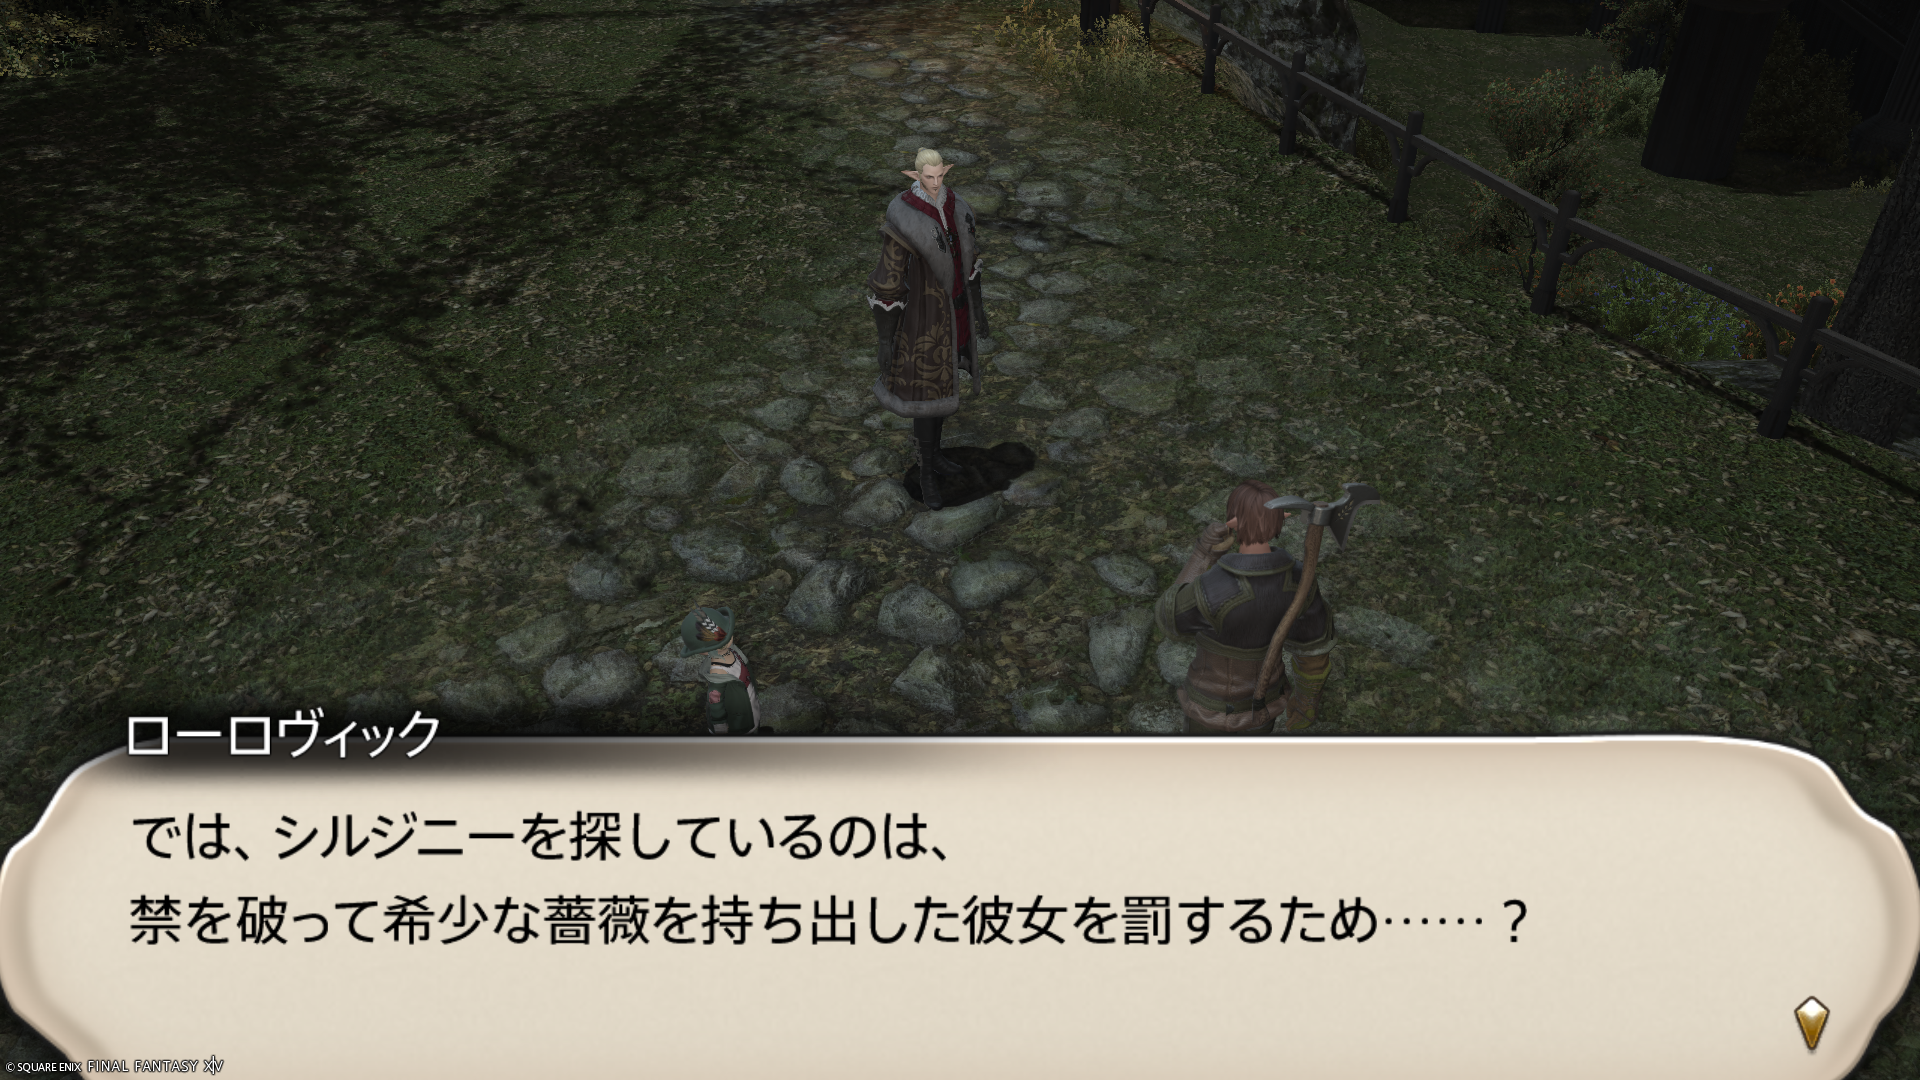 ローロヴィック
では、シルジニーを探しているのは、
禁を破って希少な薔薇を持ち出した彼女を罰するため……？
© SQUARE ENIX FINAL FANTASY XIV